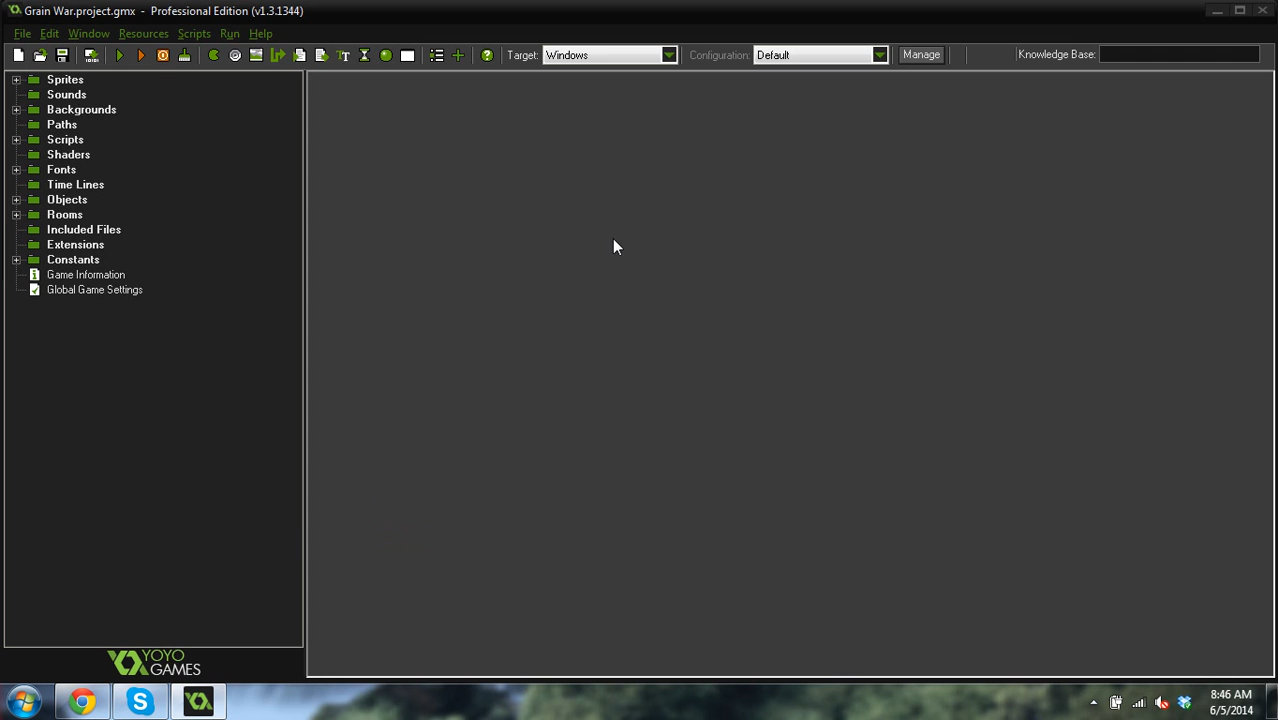 Grain War.project.gmx - Professional Edition (v1.3.1344)
File Edit Window Resources Scripts Run Help
Target: Windows Configuration: Default Manage Knowledge Base:
Sprites
Sounds
Backgrounds
Paths
Scripts
Shaders
Fonts
Time Lines
Objects
Rooms
Included Files
Extensions
Constants
Game Information
Global Game Settings
YOYO
GAMES
8:46 AM
6/5/2014